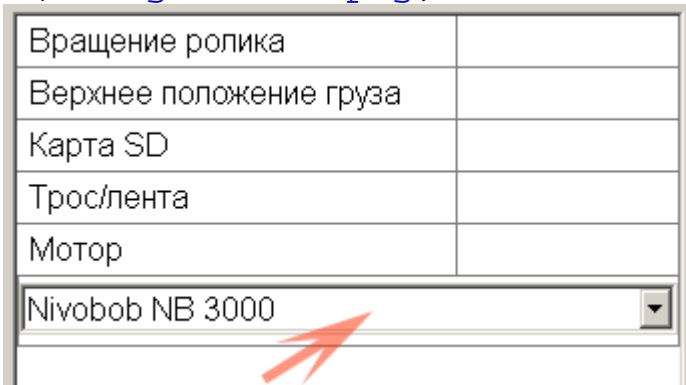 Вращение ролика
Верхнее положение груза
Карта SD
Трос/лента
Мотор
Nivobob NB 3000